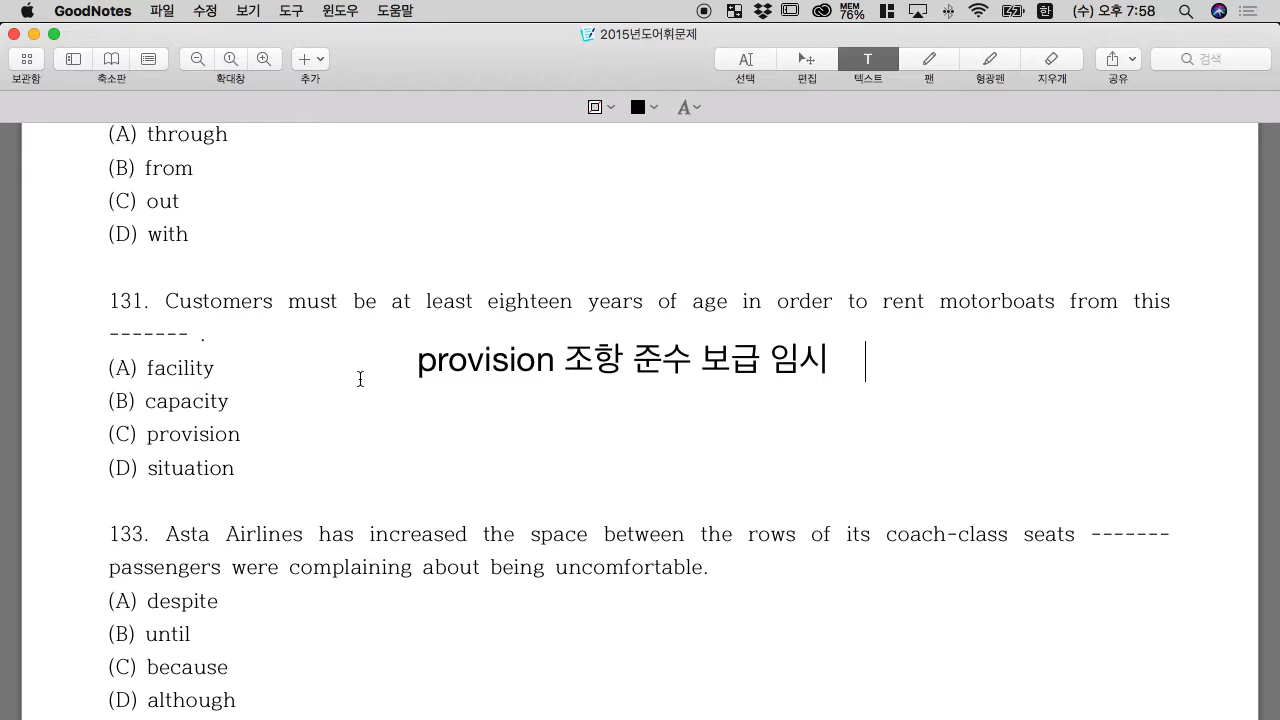 GoodNotes 파일 수정 보기 도구 윈도우 도움말 MEM 76% 한 (수) 오후 7:58
2015년도어휘문제
보관함 축소판 확대창 추가 선택 편집 텍스트 펜 형광펜 지우개 공유 검색
(A) through
(B) from
(C) out
(D) with
131. Customers must be at least eighteen years of age in order to rent motorboats from this
------- .
provision 조항 준수 보급 임시
(A) facility
(B) capacity
(C) provision
(D) situation
133. Asta Airlines has increased the space between the rows of its coach-class seats -------
passengers were complaining about being uncomfortable.
(A) despite
(B) until
(C) because
(D) although